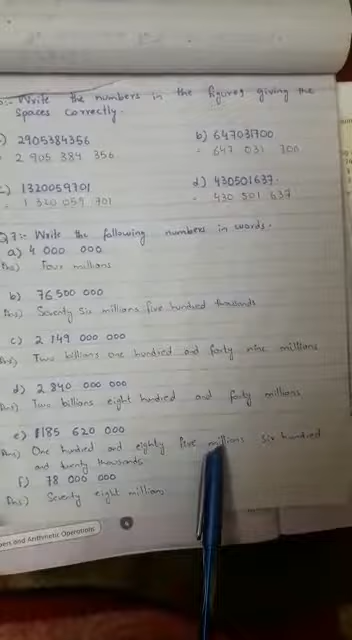 :- Write the numbers in the figures giving the
spaces correctly.
) 2905384356 b) 647031700
= 2 905 384 356 = 647 031 700
c) 1320059701 d) 430501637.
= 1 320 059 701 = 430 501 637
Q7:- Write the following numbers in words.
a) 4 000 000
Ans) Four millions
b) 76 500 000
Ans) Seventy six millions five hundred thousands
c) 2 149 000 000
Ans) Two billions one hundred and forty nine millions
d) 2 840 000 000
Ans) Two billions eight hundred and forty millions
e) 185 620 000
Ans) One hundred and eighty five millions six hundred
and twenty thousands
f) 78 000 000
Ans) Seventy eight millions
bers and Arithmetic Operations